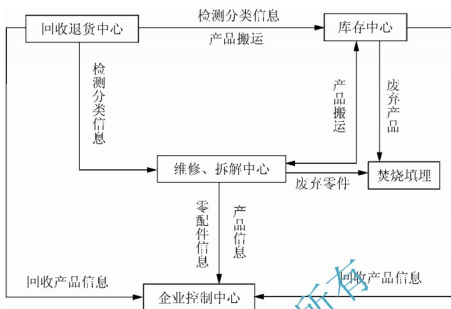 检测分类信息
回收退货中心
库存中心
产品搬运
检测分类信息
产品搬运
废弃产品
维修、拆解中心
焚烧填埋
废弃零件
零配件信息
产品信息
回收产品信息
回收产品信息
企业控制中心
所有